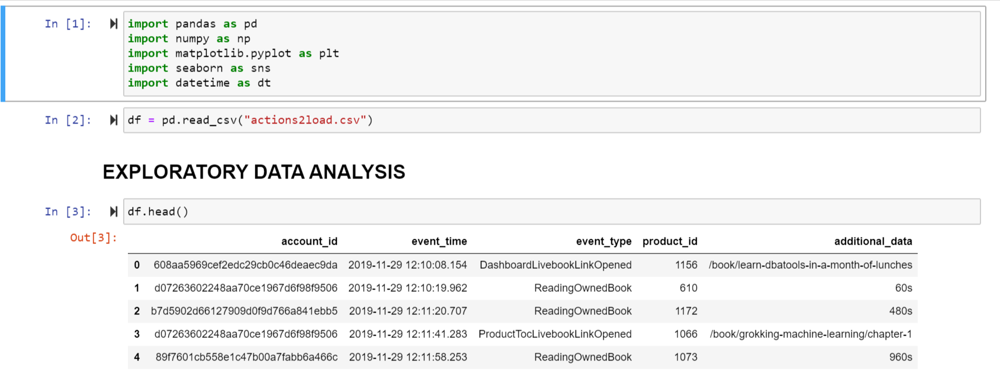 In [1]:
import pandas as pd
import numpy as np
import matplotlib.pyplot as plt
import seaborn as sns
import datetime as dt
In [2]:
df = pd.read_csv("actions2load.csv")
EXPLORATORY DATA ANALYSIS
In [3]:
df.head()
Out[3]:
account_id event_time event_type product_id additional_data
0 608aa5969cef2edc29cb0c46deaec9da 2019-11-29 12:10:08.154 DashboardLivebookLinkOpened 1156 /book/learn-dbatools-in-a-month-of-lunches
1 d07263602248aa70ce1967d6f98f9506 2019-11-29 12:10:19.962 ReadingOwnedBook 610 60s
2 b7d5902d66127909d0f9d766a841ebb5 2019-11-29 12:11:20.707 ReadingOwnedBook 1172 480s
3 d07263602248aa70ce1967d6f98f9506 2019-11-29 12:11:41.283 ProductTocLivebookLinkOpened 1066 /book/grokking-machine-learning/chapter-1
4 89f7601cb558e1c47b00a7fabb6a466c 2019-11-29 12:11:58.253 ReadingOwnedBook 1073 960s